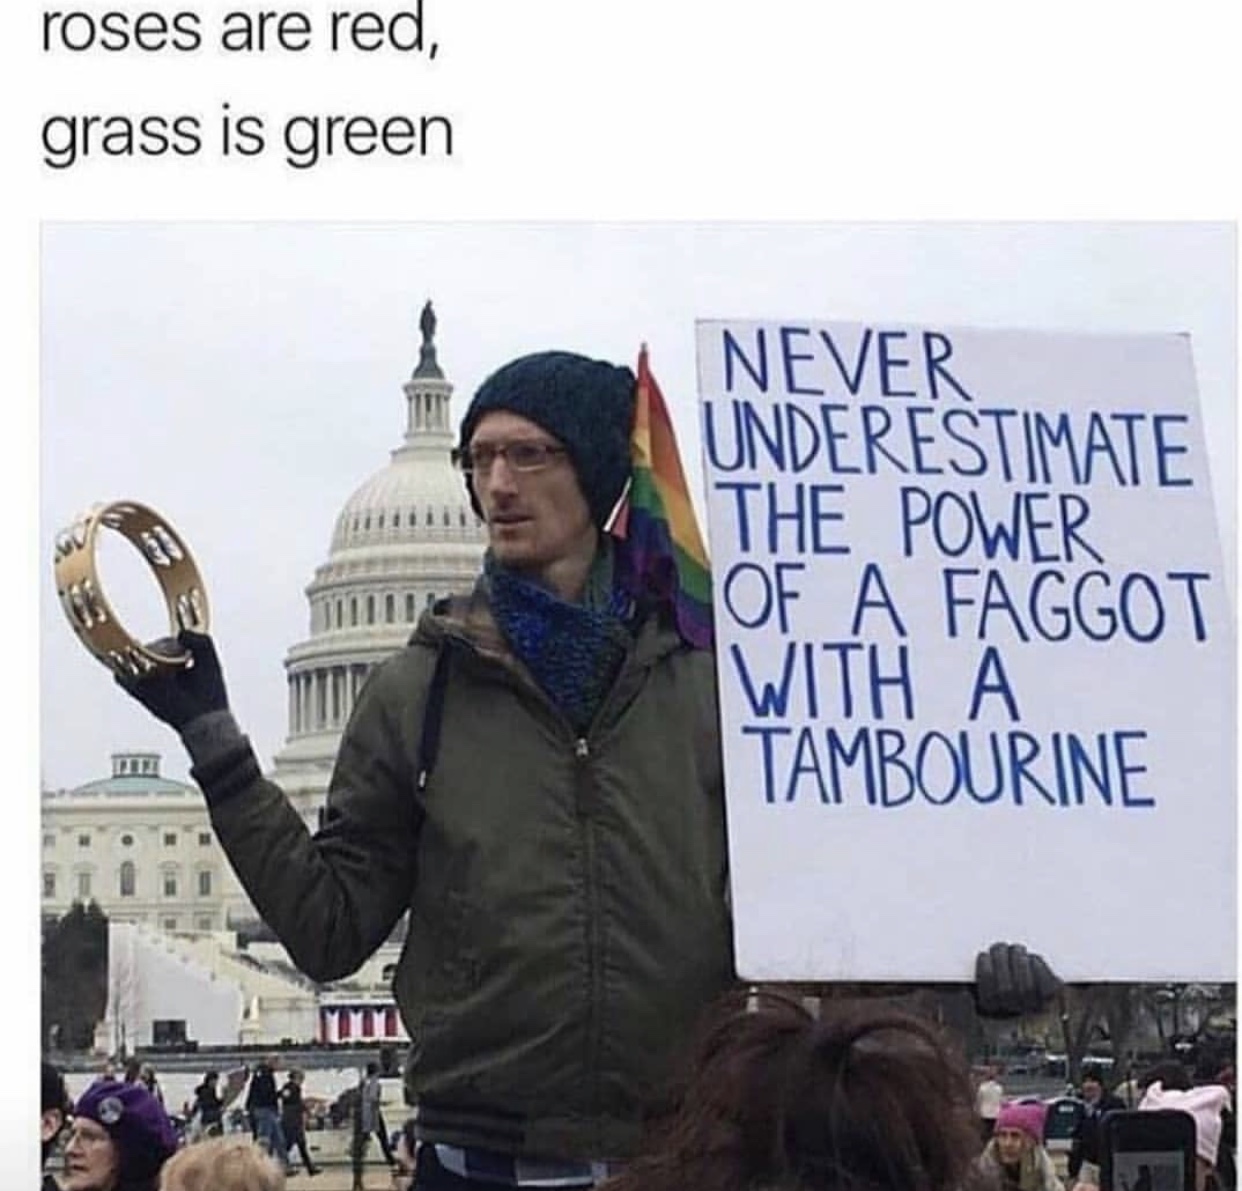 roses are red,
grass is green
NEVER
UNDERESTIMATE
THE POWER
OF A FAGGOT
WITH A
TAMBOURINE